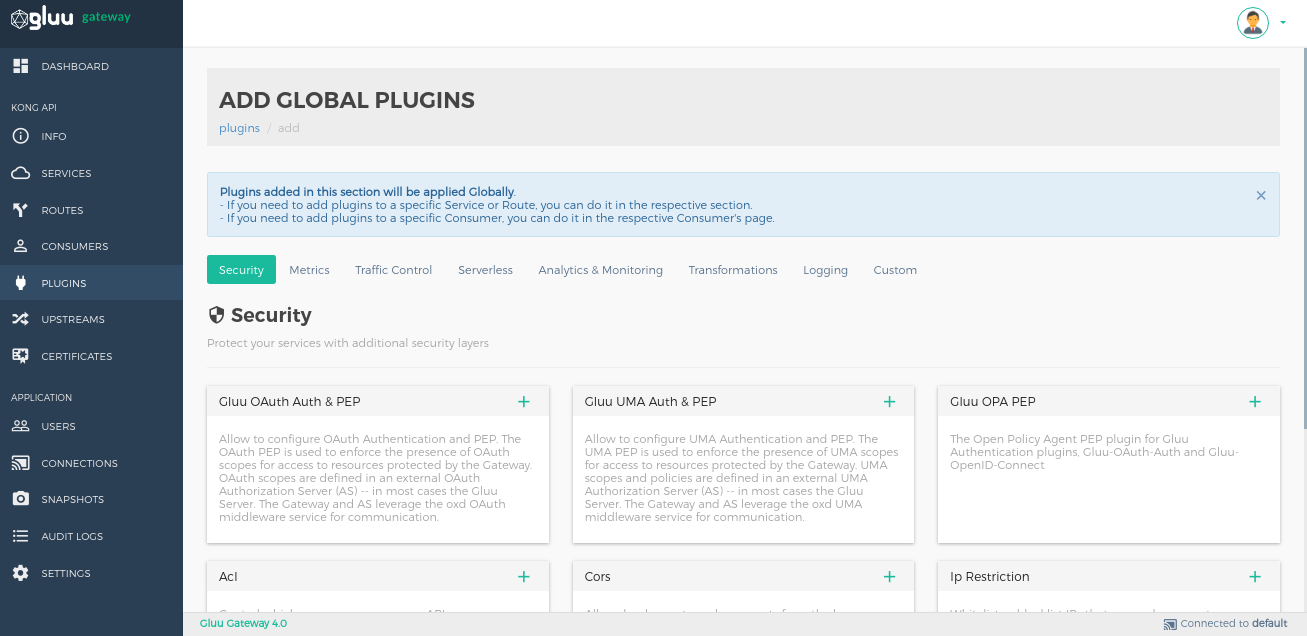 gluu gateway
DASHBOARD
KONG API
INFO
SERVICES
ROUTES
CONSUMERS
PLUGINS
UPSTREAMS
CERTIFICATES
APPLICATION
USERS
CONNECTIONS
SNAPSHOTS
AUDIT LOGS
SETTINGS
ADD GLOBAL PLUGINS
plugins / add
Plugins added in this section will be applied Globally.
- If you need to add plugins to a specific Service or Route, you can do it in the respective section.
- If you need to add plugins to a specific Consumer, you can do it in the respective Consumer's page.
Security Metrics Traffic Control Serverless Analytics & Monitoring Transformations Logging Custom
Security
Protect your services with additional security layers
Gluu OAuth Auth & PEP
Allow to configure OAuth Authentication and PEP. The
OAuth PEP is used to enforce the presence of OAuth
scopes for access to resources protected by the Gateway.
OAuth scopes are defined in an external OAuth
Authorization Server (AS) -- in most cases the Gluu
Server. The Gateway and AS leverage the oxd OAuth
middleware service for communication.
Gluu UMA Auth & PEP
Allow to configure UMA Authentication and PEP. The
UMA PEP is used to enforce the presence of UMA scopes
for access to resources protected by the Gateway. UMA
scopes and policies are defined in an external UMA
Authorization Server (AS) -- in most cases the Gluu
Server. The Gateway and AS leverage the oxd UMA
middleware service for communication.
Gluu OPA PEP
The Open Policy Agent PEP plugin for Gluu
Authentication plugins, Gluu-OAuth-Auth and Gluu-
OpenID-Connect
Acl
Cors
Ip Restriction
Gluu Gateway 4.0
Connected to default